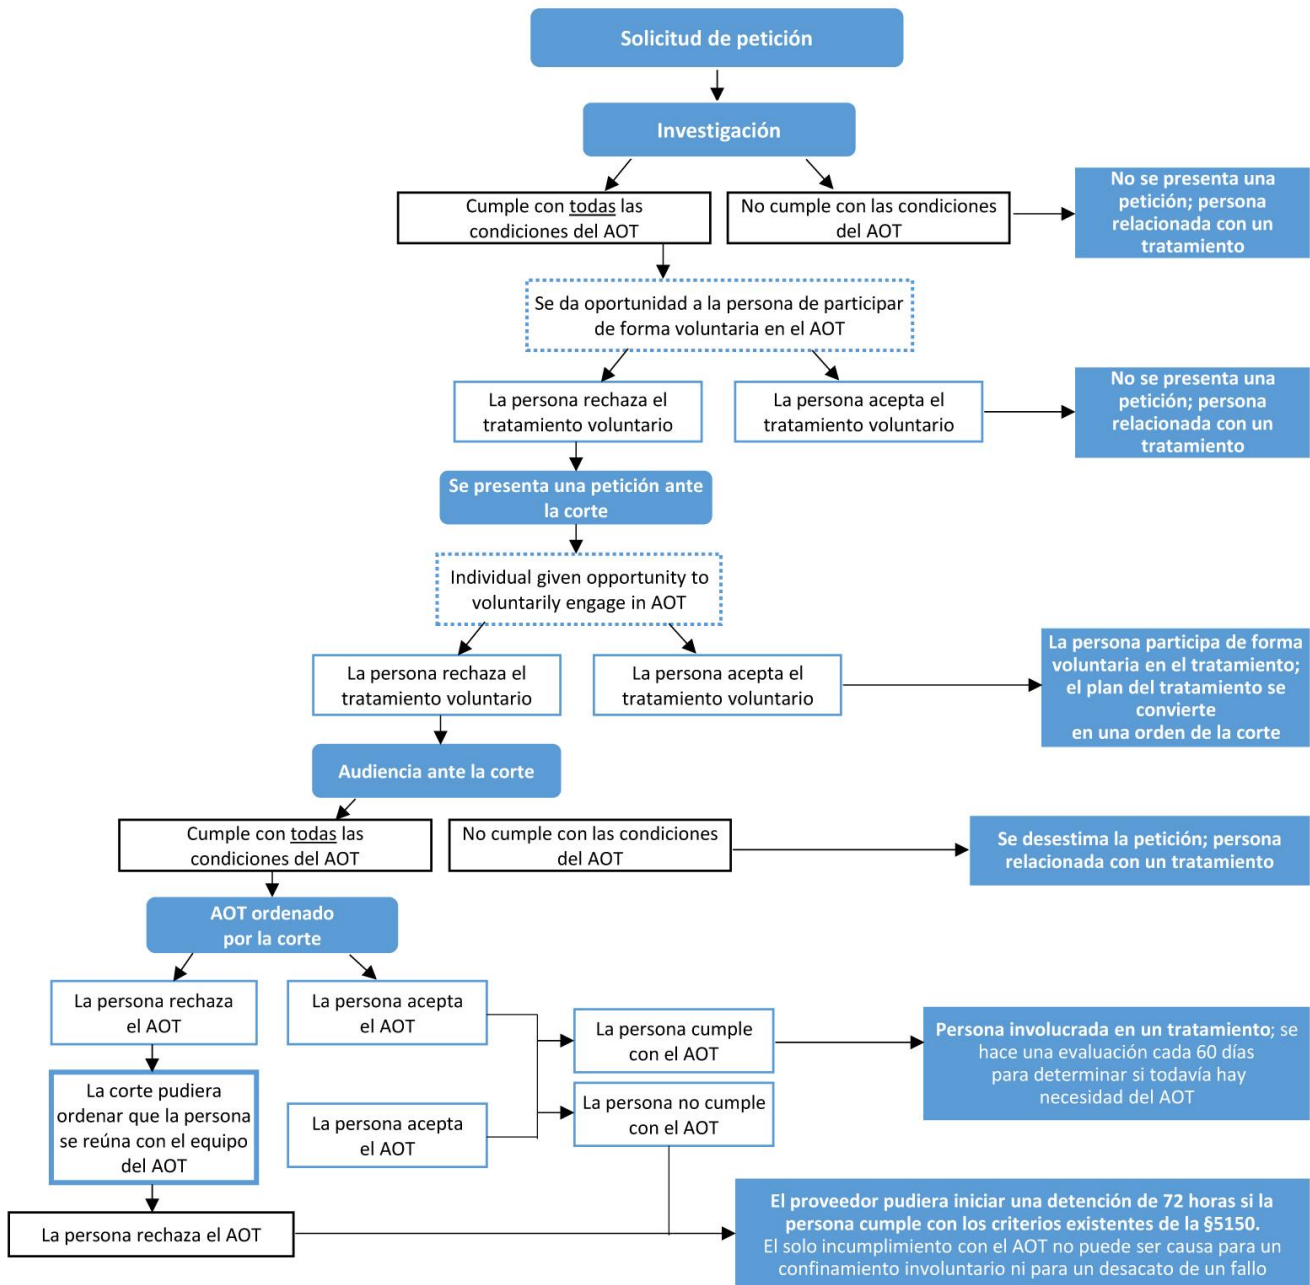 Solicitud de petición
Investigación
Cumple con todas las
condiciones del AOT
No cumple con las condiciones
del AOT
No se presenta una
petición; persona
relacionada con un
tratamiento
Se da oportunidad a la persona de participar
de forma voluntaria en el AOT
La persona rechaza el
tratamiento voluntario
La persona acepta el
tratamiento voluntario
No se presenta una
petición; persona
relacionada con un
tratamiento
Se presenta una petición ante
la corte
Individual given opportunity to
voluntarily engage in AOT
La persona rechaza el
tratamiento voluntario
La persona acepta el
tratamiento voluntario
La persona participa de forma
voluntaria en el tratamiento;
el plan del tratamiento se
convierte
en una orden de la corte
Audiencia ante la corte
Cumple con todas las
condiciones del AOT
No cumple con las condiciones
del AOT
Se desestima la petición; persona
relacionada con un tratamiento
AOT ordenado
por la corte
La persona rechaza
el AOT
La persona acepta
el AOT
La persona cumple
con el AOT
Persona involucrada en un tratamiento; se
hace una evaluación cada 60 días
para determinar si todavía hay
necesidad del AOT
La corte pudiera
ordenar que la persona
se reúna con el equipo
del AOT
La persona acepta
el AOT
La persona no cumple
con el AOT
La persona rechaza el AOT
El proveedor pudiera iniciar una detención de 72 horas si la
persona cumple con los criterios existentes de la §5150.
El solo incumplimiento con el AOT no puede ser causa para un
confinamiento involuntario ni para un desacato de un fallo